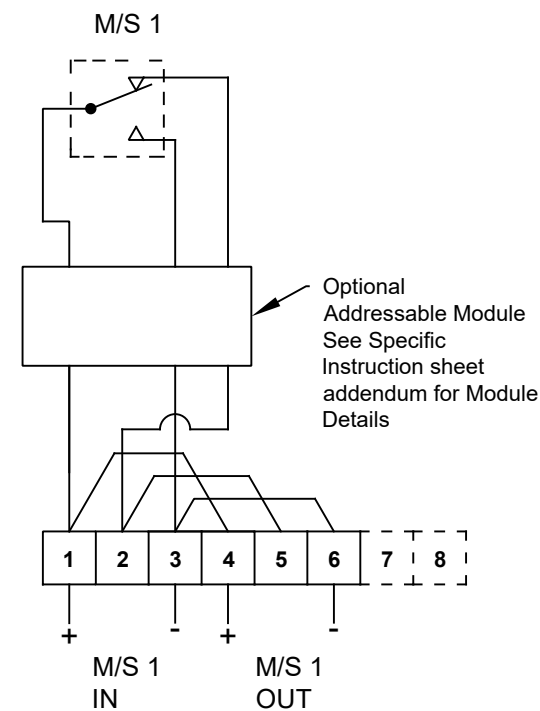 M/S 1
Optional
Addressable Module
See Specific
Instruction sheet
addendum for Module
Details
1 2 3 4 5 6 7 8
+ - + -
M/S 1 M/S 1
IN OUT